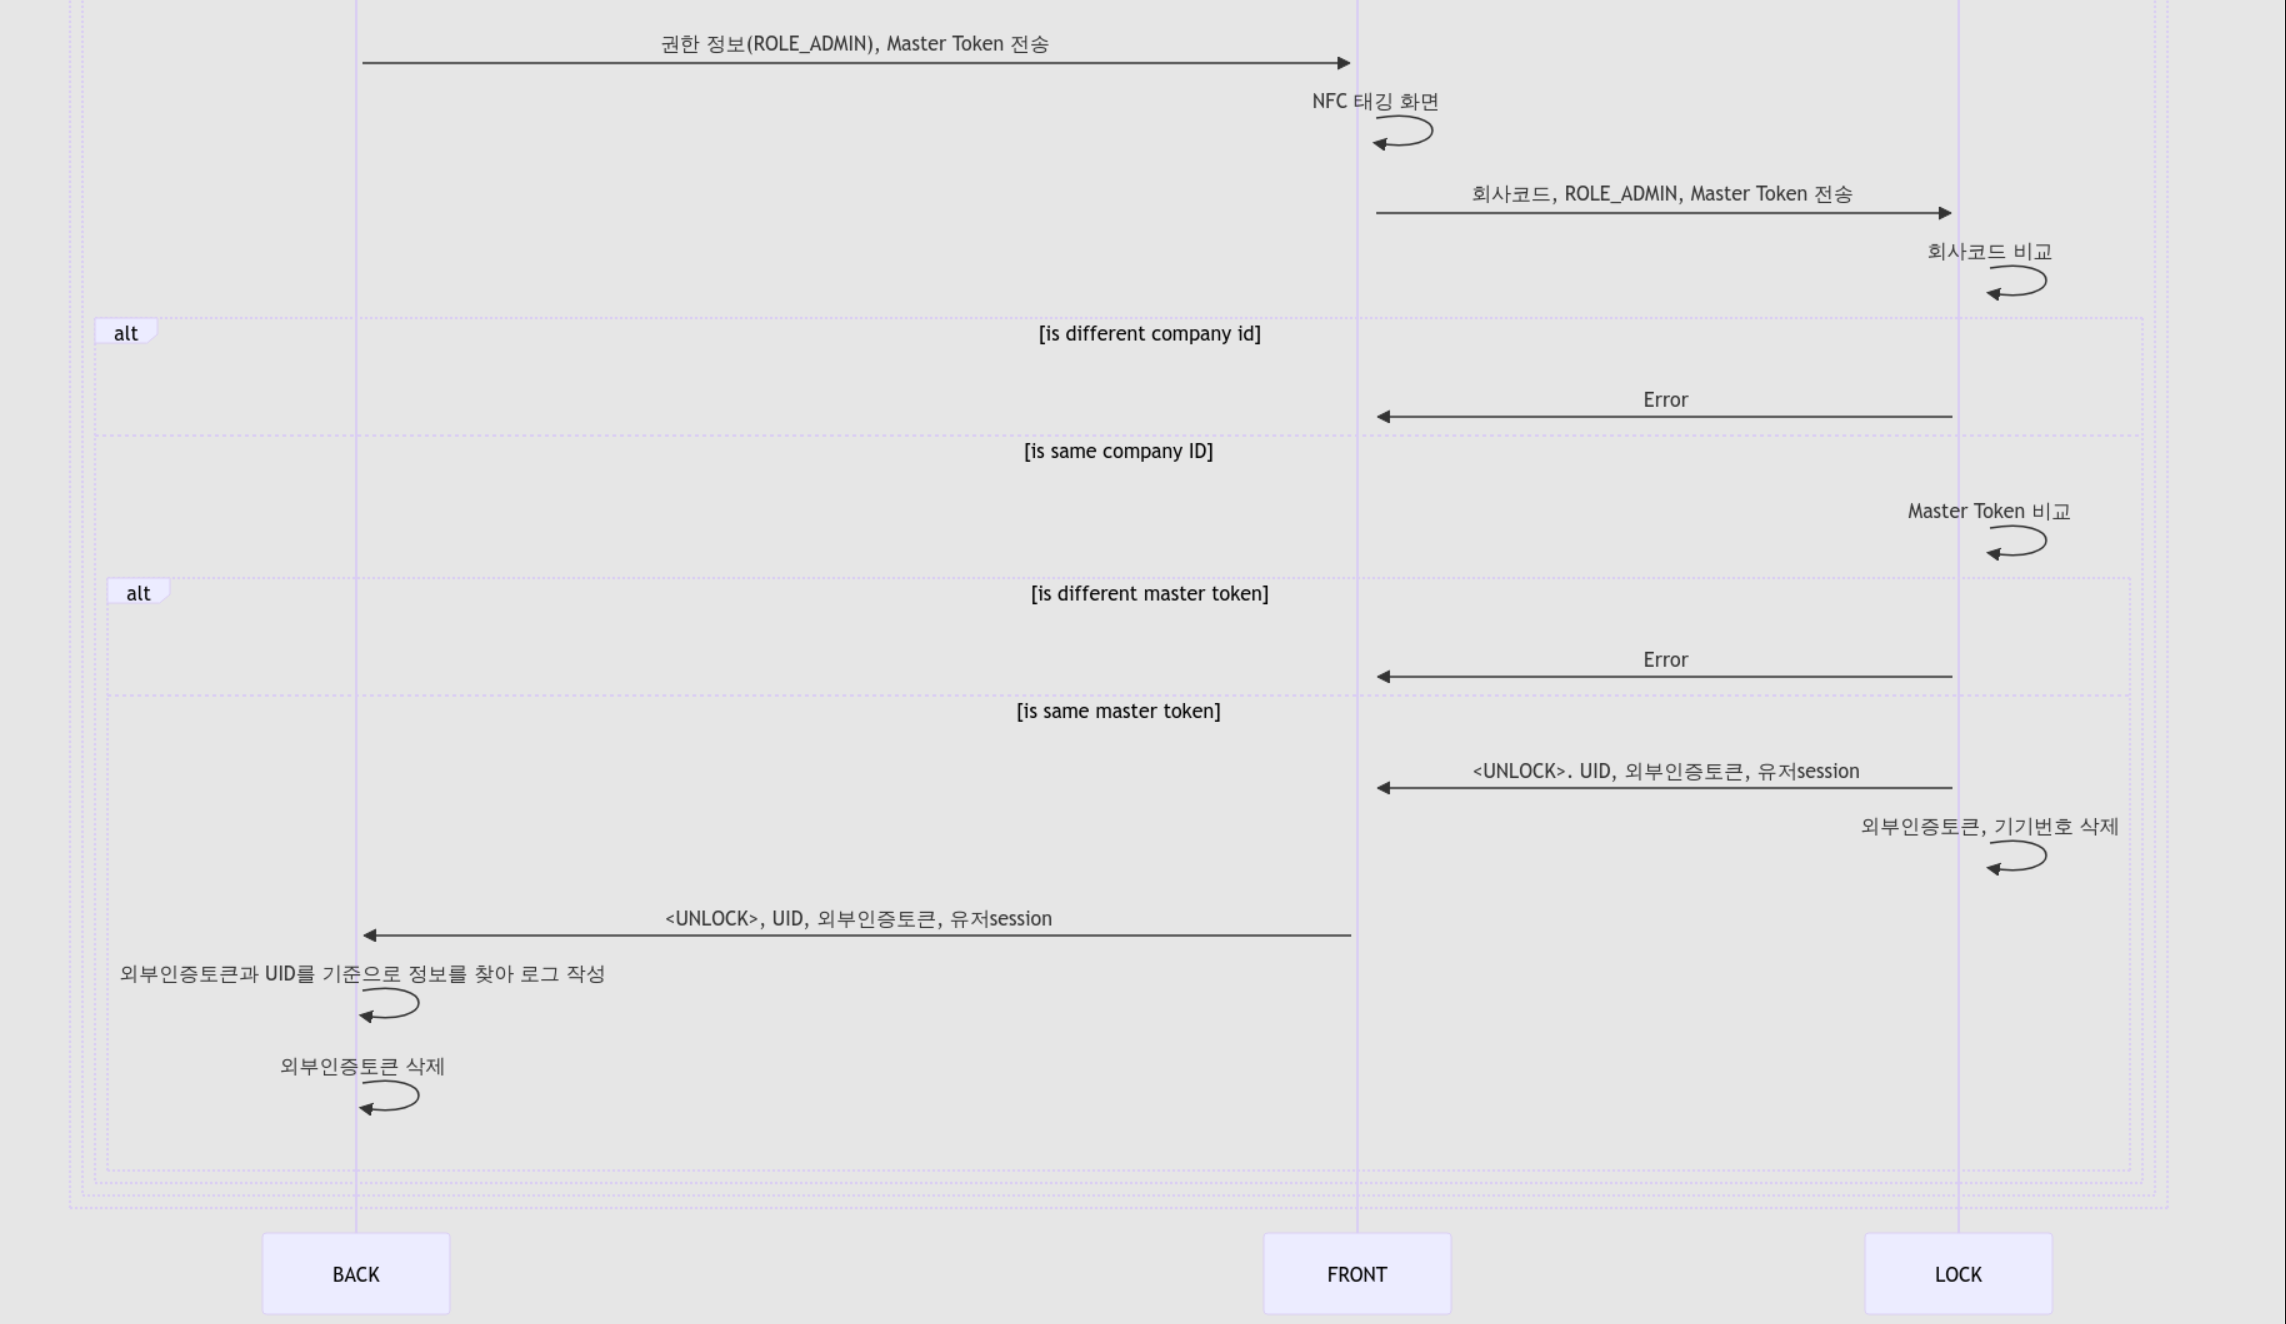 권한 정보(ROLE_ADMIN), Master Token 전송
NFC 태깅 화면
회사코드, ROLE_ADMIN, Master Token 전송
회사코드 비교
alt
[is different company id]
Error
[is same company ID]
Master Token 비교
alt
[is different master token]
Error
[is same master token]
<UNLOCK>. UID, 외부인증토큰, 유저session
외부인증토큰, 기기번호 삭제
<UNLOCK>, UID, 외부인증토큰, 유저session
외부인증토큰과 UID를 기준으로 정보를 찾아 로그 작성
외부인증토큰 삭제
BACK
FRONT
LOCK